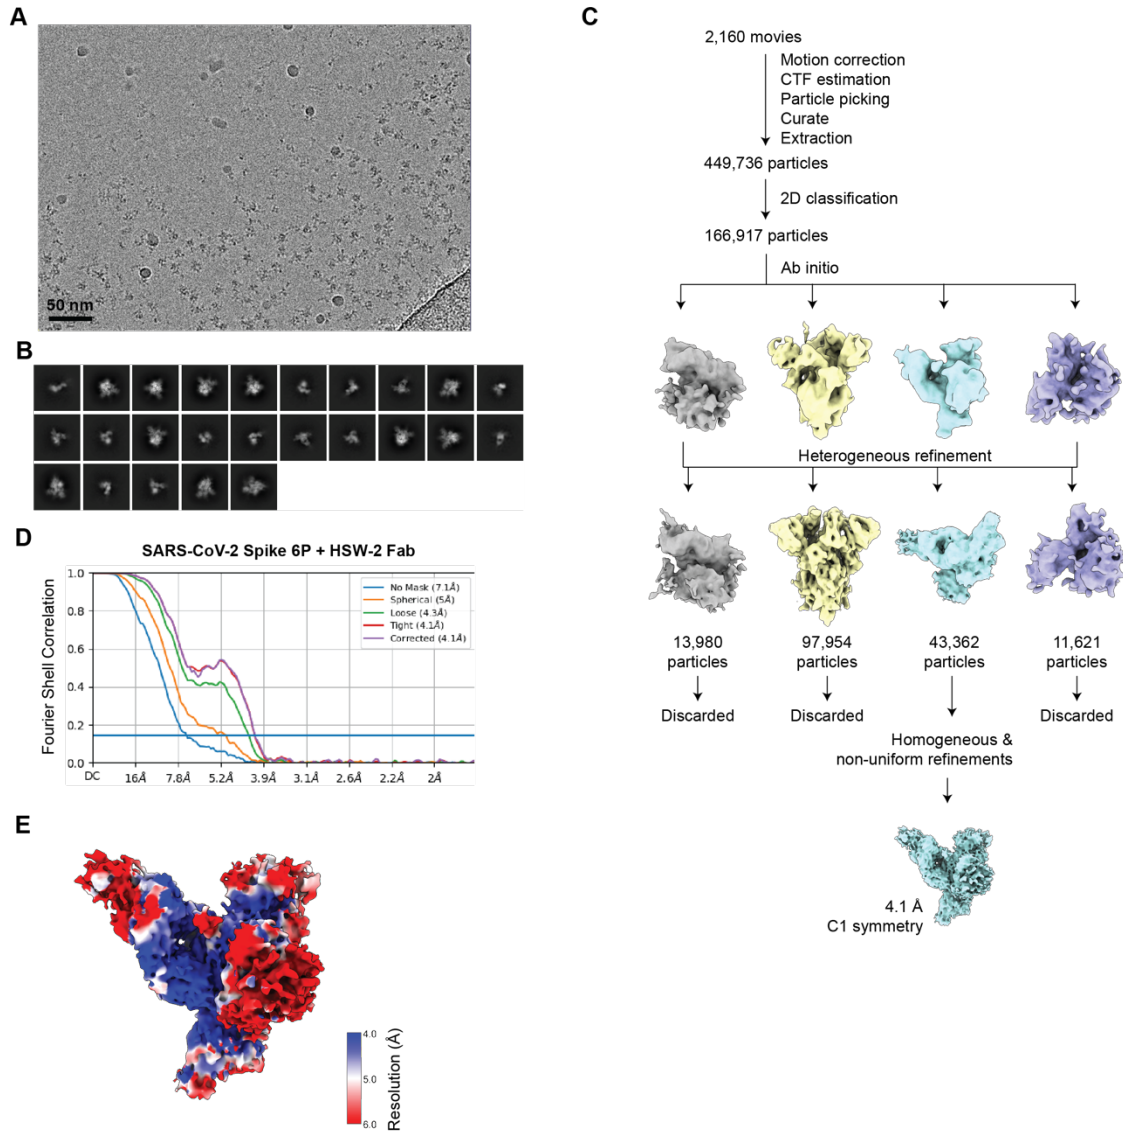 A
50 nm
B
C
2,160 movies
Motion correction
CTF estimation
Particle picking
Curate
Extraction
449,736 particles
2D classification
166,917 particles
Ab initio
Heterogeneous refinement
13,980
particles
97,954
particles
43,362
particles
11,621
particles
Discarded
Discarded
Discarded
Homogeneous &
non-uniform refinements
4.1 Å
C1 symmetry
D
SARS-CoV-2 Spike 6P + HSW-2 Fab
Fourier Shell Correlation
1.0
0.8
0.6
0.4
0.2
0.0
DC
16Å
7.8Å
5.2Å
3.9Å
3.1Å
2.6Å
2.2Å
2Å
No Mask (7.1Å)
Spherical (5Å)
Loose (4.3Å)
Tight (4.1Å)
Corrected (4.1Å)
E
4.0
5.0
6.0
Resolution (Å)